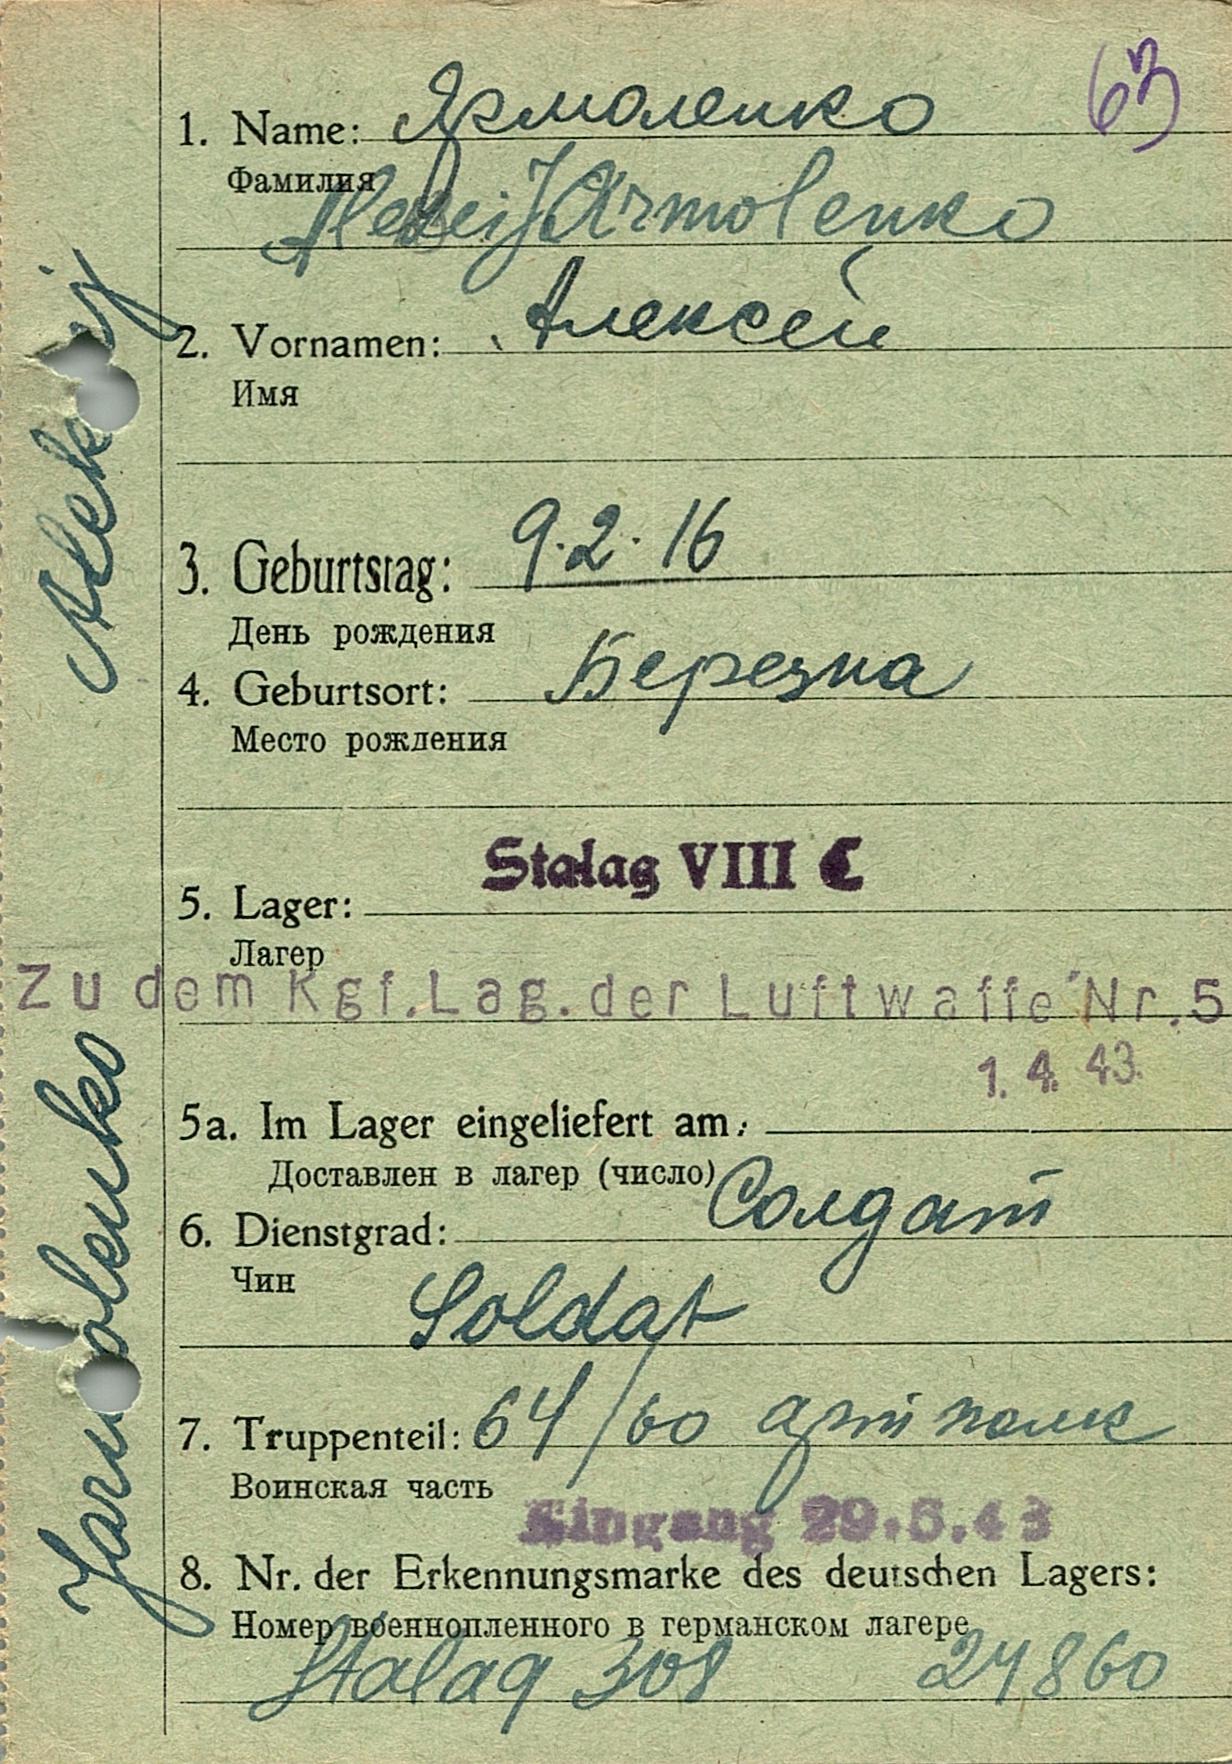 63
1. Name: Ярмоленко
Фамилия
Alexei Jarmolenko
2. Vornamen: Алексей
Имя
3. Geburtstag: 9.2.16
День рождения
4. Geburtsort: Березна
Место рождения
Stalag VIII C
5. Lager:
Лагер
Zu dem Kgf.Lag.der Luftwaffe Nr.5
1.4.43.
5a. Im Lager eingeliefert am:
Доставлен в лагер (число)
6. Dienstgrad: Солдат
Чин
Soldat
7. Truppenteil: 64/60 арт полк
Воинская часть
Eingang 29.5.43
8. Nr. der Erkennungsmarke des deutschen Lagers:
Номер военнопленного в германском лагере
Stalag 308 24860
Jarmolenko Aleksij